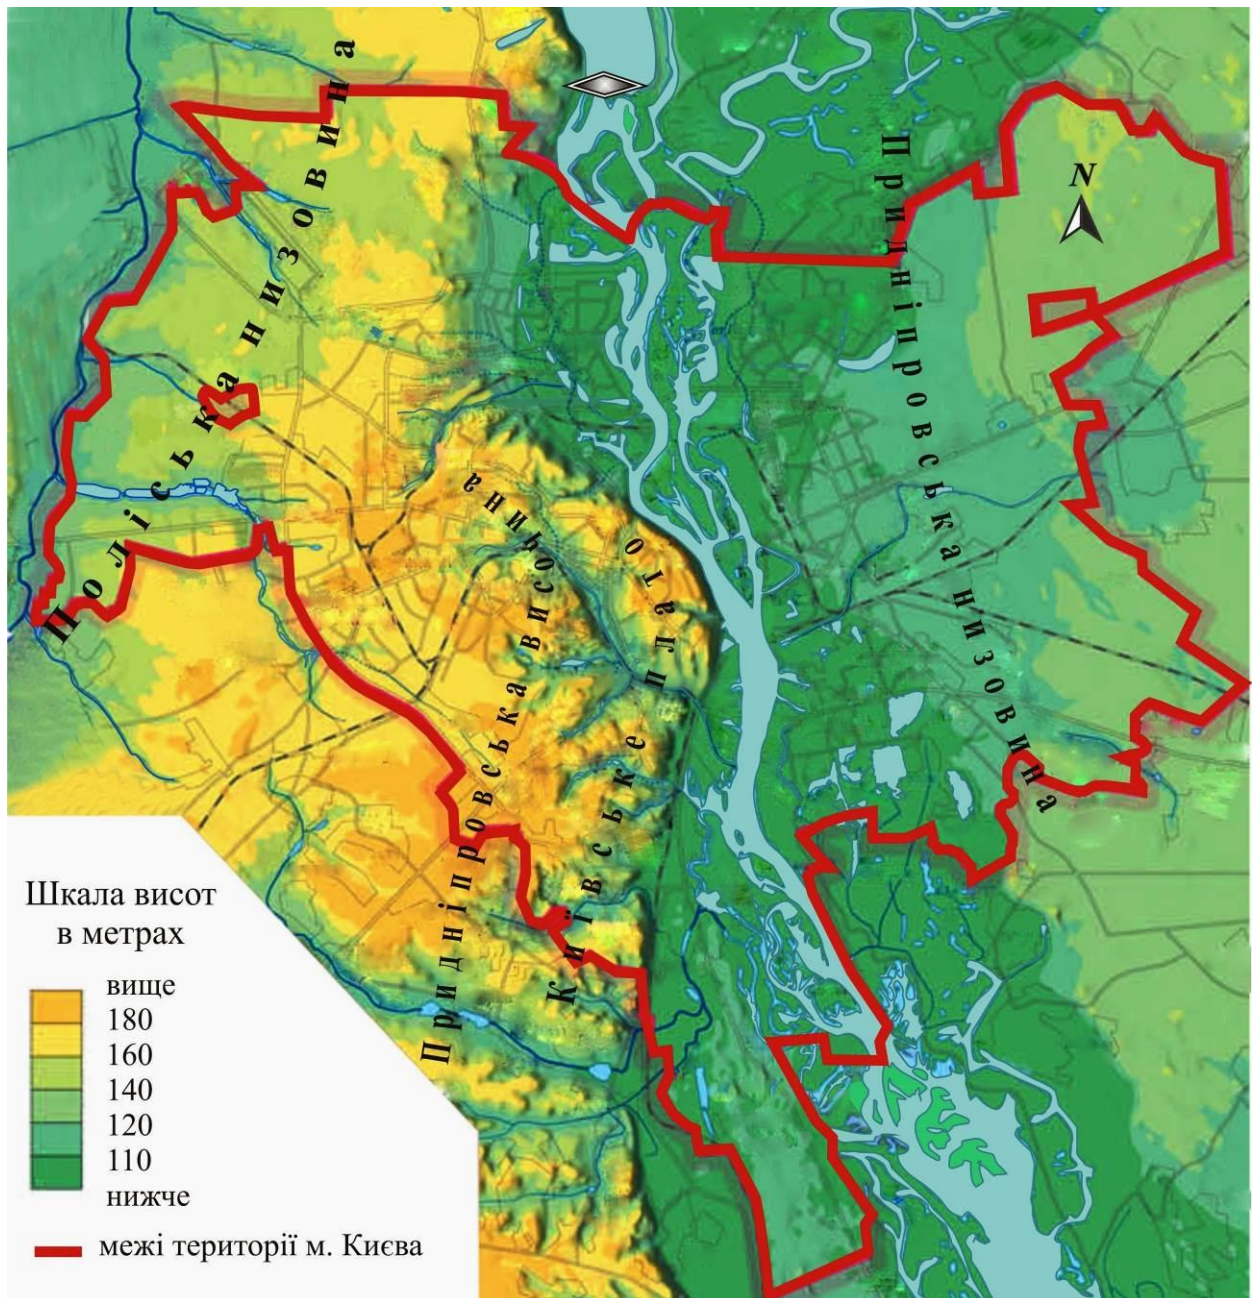 Поліська низовина
Придніпровська низовина
N
Придніпровська височина
Київське плато
Шкала висот
в метрах
вище
180
160
140
120
110
нижче
межі території м. Києва